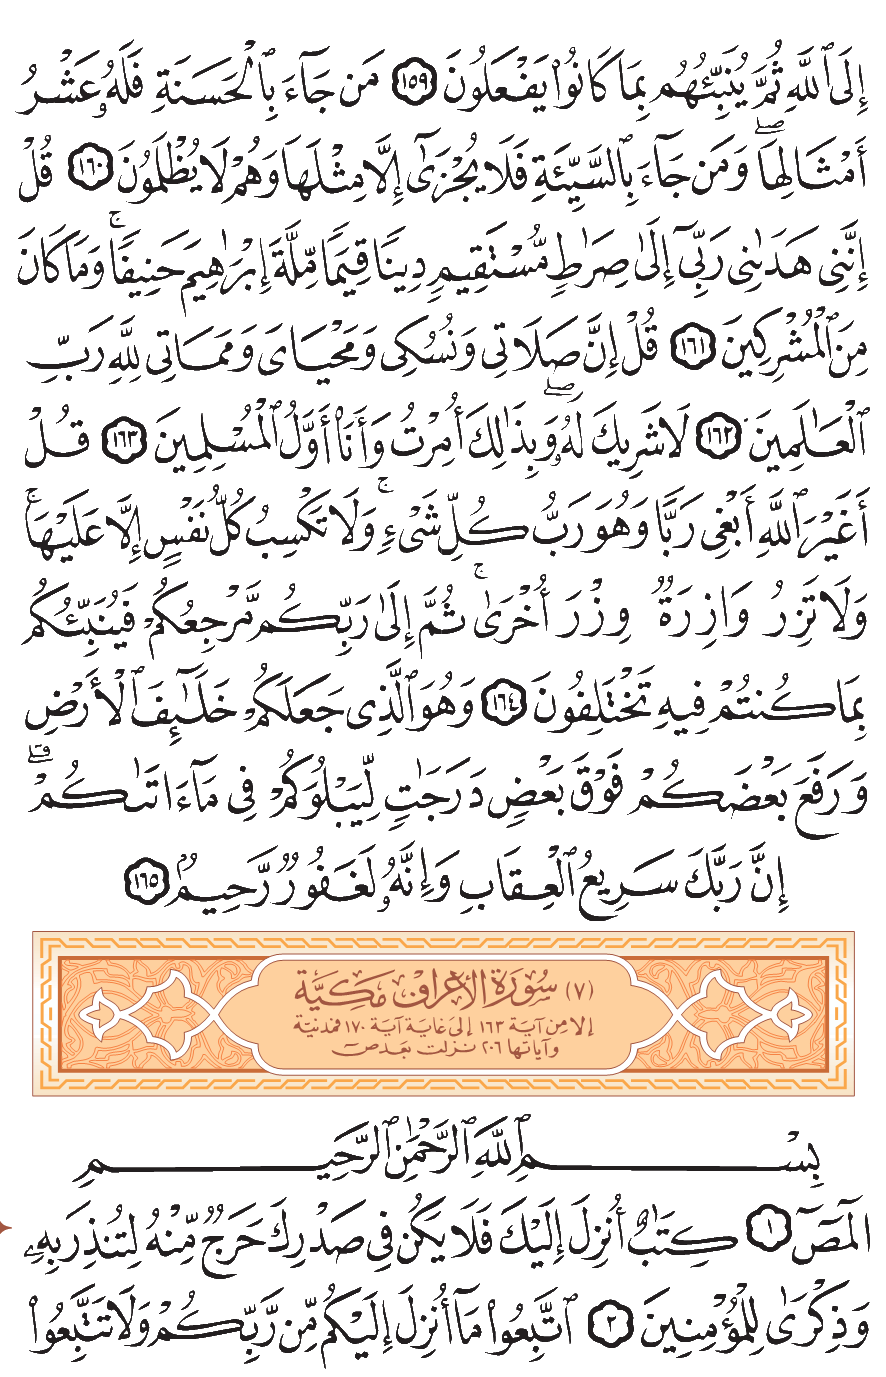 إِلَى ٱللَّهِ ثُمَّ يُنَبِّئُهُم بِمَا كَانُوا۟ يَفْعَلُونَ ١٥٩ مَن جَآءَ بِٱلْحَسَنَةِ فَلَهُۥ عَشْرُ
أَمْثَالِهَا ۖ وَمَن جَآءَ بِٱلسَّيِّئَةِ فَلَا يُجْزَىٰٓ إِلَّا مِثْلَهَا وَهُمْ لَا يُظْلَمُونَ ١٦٠ قُلْ
إِنَّنِى هَدَىٰنِى رَبِّىٓ إِلَىٰ صِرَٰطٍ مُّسْتَقِيمٍ دِينًا قِيَمًا مِّلَّةَ إِبْرَٰهِيمَ حَنِيفًا ۚ وَمَا كَانَ
مِنَ ٱلْمُشْرِكِينَ ١٦١ قُلْ إِنَّ صَلَاتِى وَنُسُكِى وَمَحْيَاىَ وَمَمَاتِى لِلَّهِ رَبِّ
ٱلْعَٰلَمِينَ ١٦٢ لَا شَرِيكَ لَهُۥ ۖ وَبِذَٰلِكَ أُمِرْتُ وَأَنَا۠ أَوَّلُ ٱلْمُسْلِمِينَ ١٦٣ قُلْ
أَغَيْرَ ٱللَّهِ أَبْغِى رَبًّا وَهُوَ رَبُّ كُلِّ شَىْءٍ ۚ وَلَا تَكْسِبُ كُلُّ نَفْسٍ إِلَّا عَلَيْهَا ۚ
وَلَا تَزِرُ وَازِرَةٌ وِزْرَ أُخْرَىٰ ۚ ثُمَّ إِلَىٰ رَبِّكُم مَّرْجِعُكُمْ فَيُنَبِّئُكُم
بِمَا كُنتُمْ فِيهِ تَخْتَلِفُونَ ١٦٤ وَهُوَ ٱلَّذِى جَعَلَكُمْ خَلَٰٓئِفَ ٱلْأَرْضِ
وَرَفَعَ بَعْضَكُمْ فَوْقَ بَعْضٍ دَرَجَٰتٍ لِّيَبْلُوَكُمْ فِى مَآ ءَاتَىٰكُمْ ۗ
إِنَّ رَبَّكَ سَرِيعُ ٱلْعِقَابِ وَإِنَّهُۥ لَغَفُورٌ رَّحِيمٌۢ ١٦٥
(٧) سُورَةُ الأَعْرَافِ مَكِيَّة
إلا من آية ١٦٣ إلى غاية آية ١٧٠ فمدنية
وآياتها ٢٠٦ نزلت بعد ص
بِسْمِ ٱللَّهِ ٱلرَّحْمَٰنِ ٱلرَّحِيمِ
الٓمٓصٓ ١ كِتَٰبٌ أُنزِلَ إِلَيْكَ فَلَا يَكُن فِى صَدْرِكَ حَرَجٌ مِّنْهُ لِتُنذِرَ بِهِۦ
وَذِكْرَىٰ لِلْمُؤْمِنِينَ ٢ ٱتَّبِعُوا۟ مَآ أُنزِلَ إِلَيْكُم مِّن رَّبِّكُمْ وَلَا تَتَّبِعُوا۟